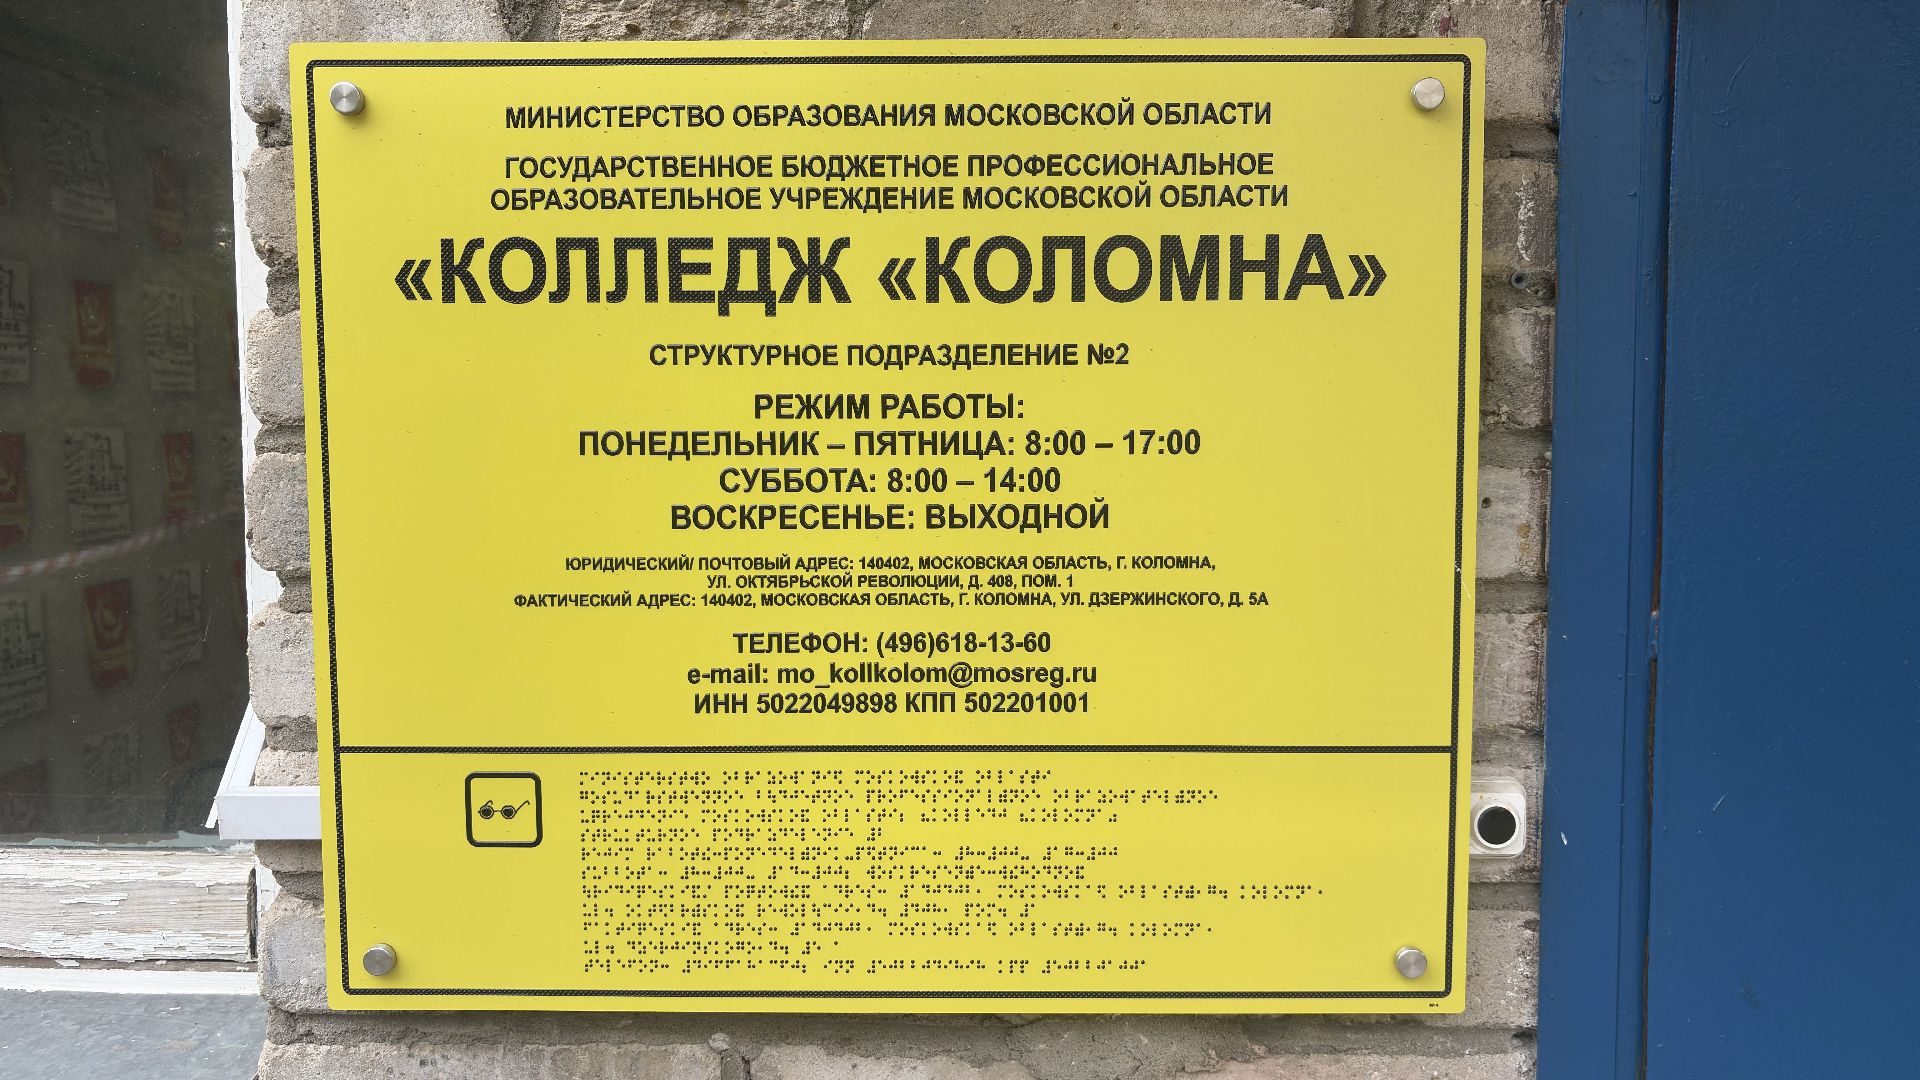 МИНИСТЕРСТВО ОБРАЗОВАНИЯ МОСКОВСКОЙ ОБЛАСТИ
ГОСУДАРСТВЕННОЕ БЮДЖЕТНОЕ ПРОФЕССИОНАЛЬНОЕ
ОБРАЗОВАТЕЛЬНОЕ УЧРЕЖДЕНИЕ МОСКОВСКОЙ ОБЛАСТИ
«КОЛЛЕДЖ «КОЛОМНА»
СТРУКТУРНОЕ ПОДРАЗДЕЛЕНИЕ №2
РЕЖИМ РАБОТЫ:
ПОНЕДЕЛЬНИК – ПЯТНИЦА: 8:00 – 17:00
СУББОТА: 8:00 – 14:00
ВОСКРЕСЕНЬЕ: ВЫХОДНОЙ
ЮРИДИЧЕСКИЙ/ ПОЧТОВЫЙ АДРЕС: 140402, МОСКОВСКАЯ ОБЛАСТЬ, Г. КОЛОМНА,
УЛ. ОКТЯБРЬСКОЙ РЕВОЛЮЦИИ, Д. 408, ПОМ. 1
ФАКТИЧЕСКИЙ АДРЕС: 140402, МОСКОВСКАЯ ОБЛАСТЬ, Г. КОЛОМНА, УЛ. ДЗЕРЖИНСКОГО, Д. 5А
ТЕЛЕФОН: (496)618-13-60
e-mail: mo_kollkolom@mosreg.ru
ИНН 5022049898 КПП 502201001